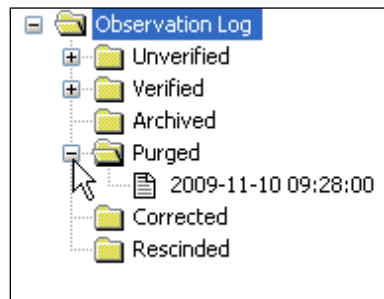 Observation Log
Unverified
Verified
Archived
Purged
2009-11-10 09:28:00
Corrected
Rescinded